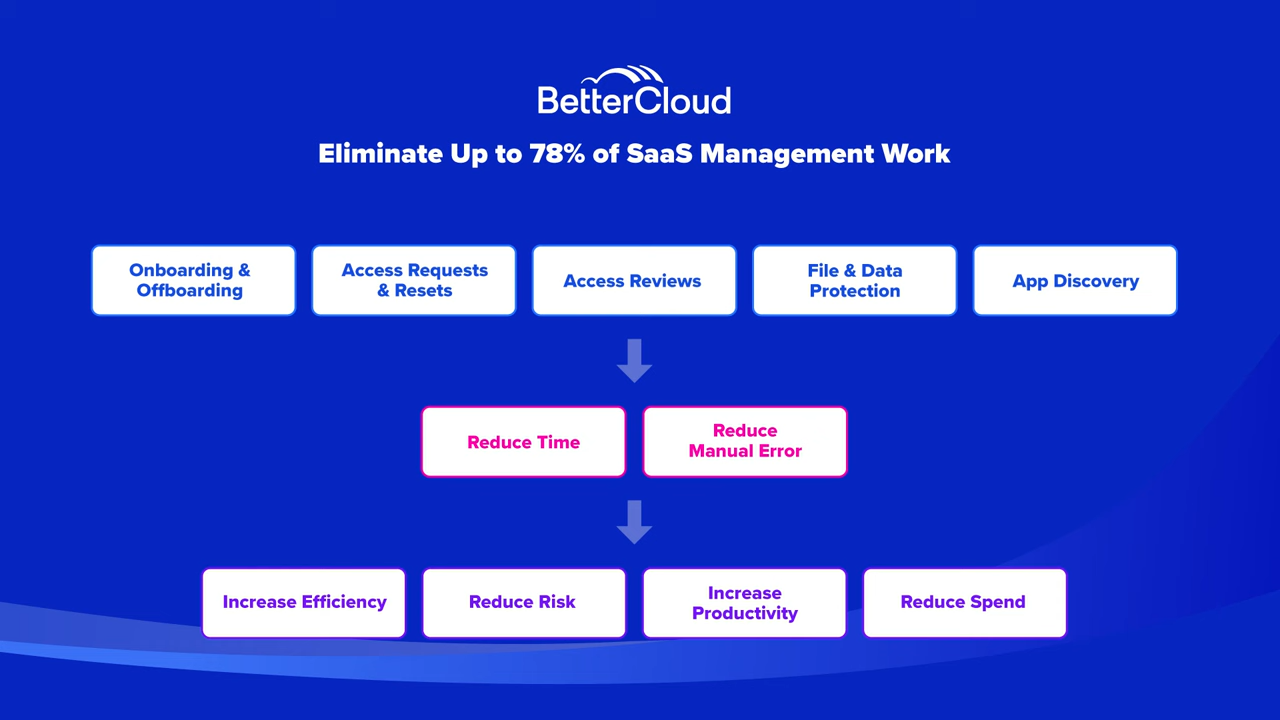 BetterCloud
Eliminate Up to 78% of SaaS Management Work
Onboarding &
Offboarding
Access Requests
& Resets
Access Reviews
File & Data
Protection
App Discovery
Reduce Time
Reduce
Manual Error
Increase Efficiency
Reduce Risk
Increase
Productivity
Reduce Spend